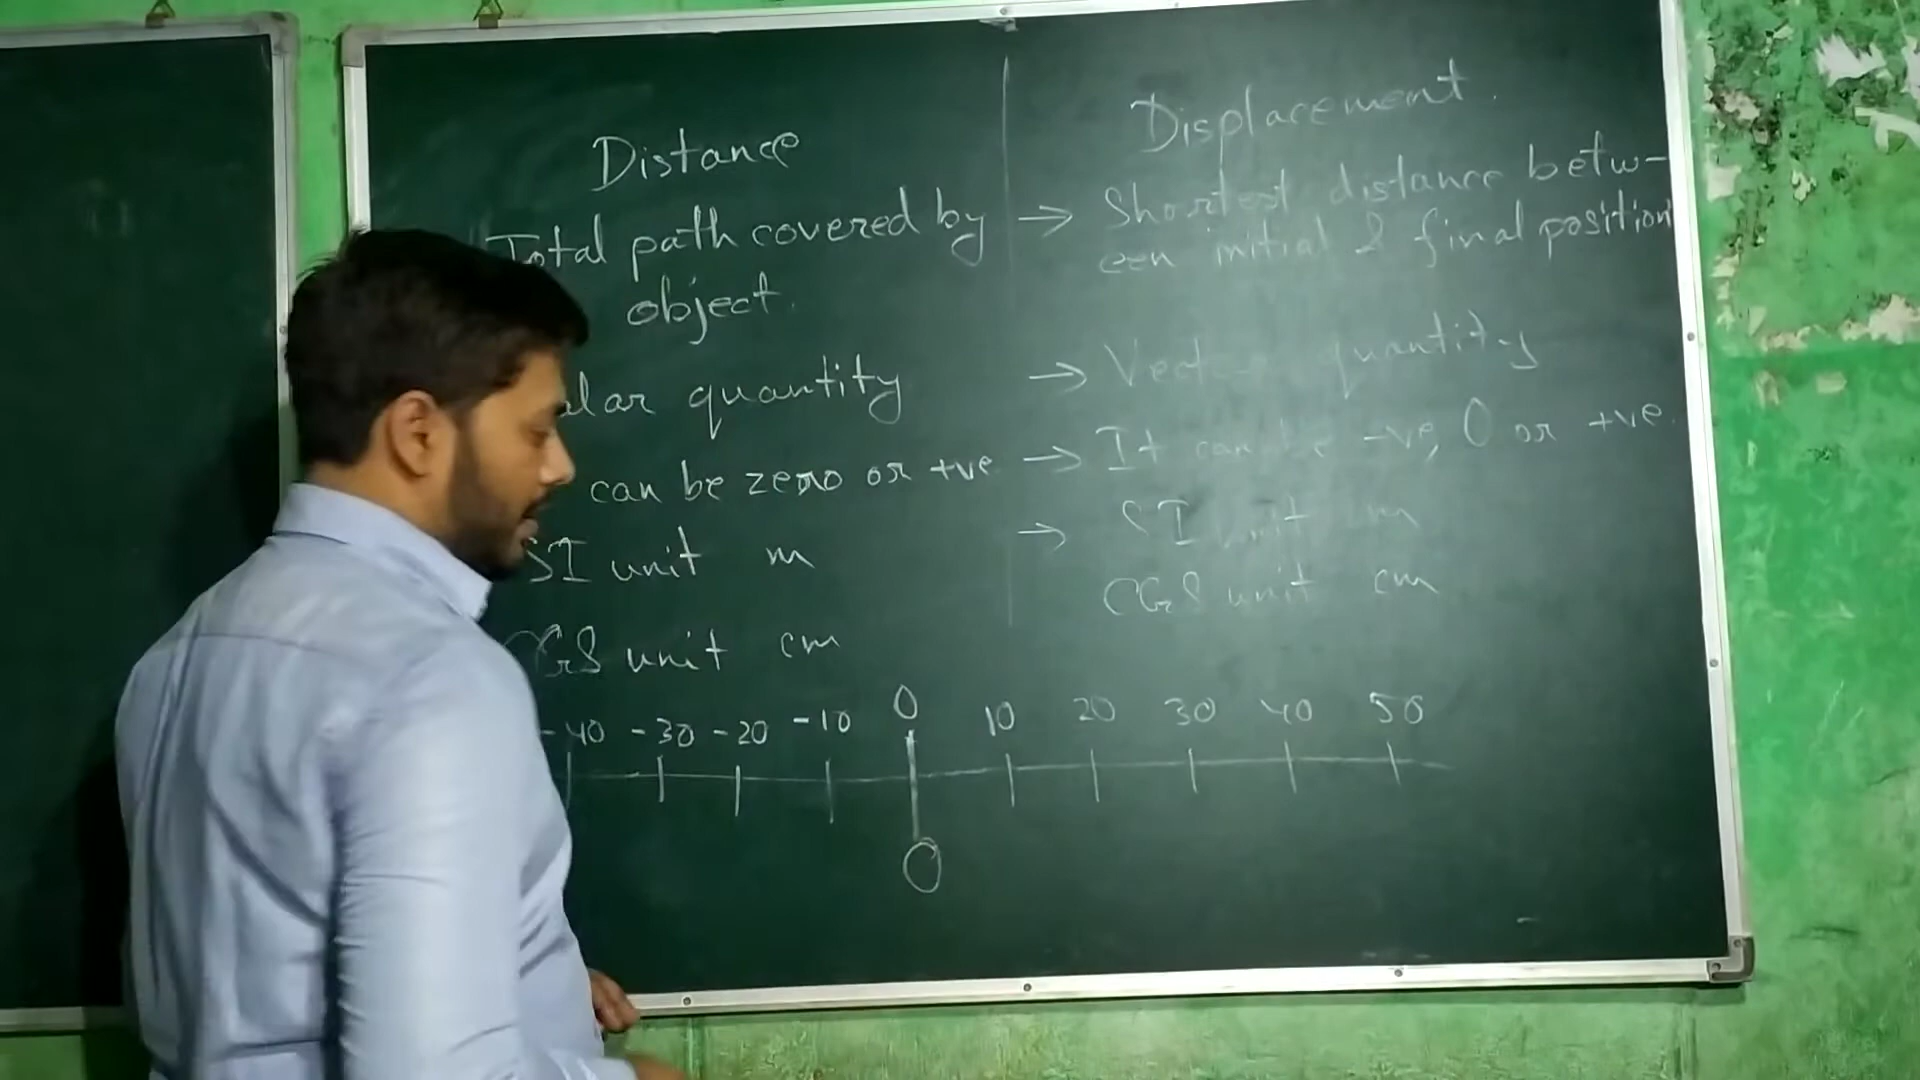 Distance
Total path covered by
object.
alar quantity
can be zero or +ve
SI unit m
CGS unit cm
Displacement.
→ Shortest distance betw-
een initial & final position
→ Vector quantity
→ It can be -ve, 0 or +ve.
→ SI unit m
CGS unit cm
-40 -30 -20 -10 0 10 20 30 40 50
O